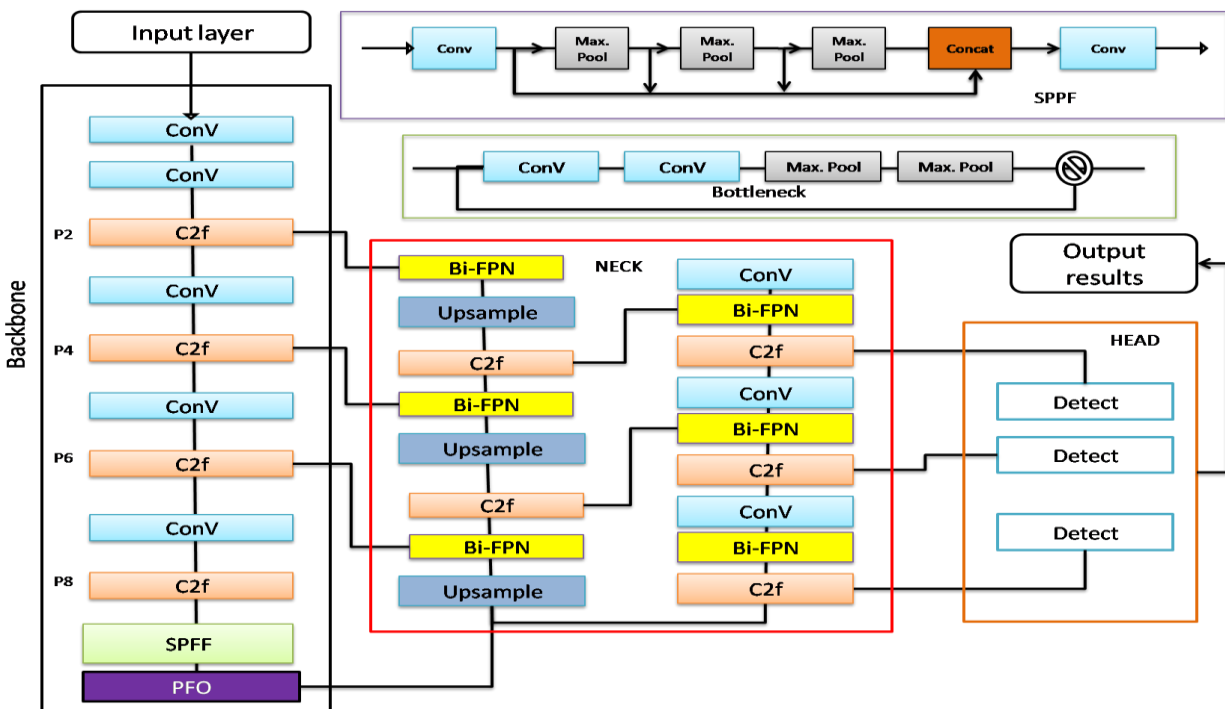 Input layer
Backbone
ConV
ConV
P2
C2f
ConV
P4
C2f
ConV
P6
C2f
ConV
P8
C2f
SPFF
PFO
Conv
Max.
Pool
Max.
Pool
Max.
Pool
Concat
Conv
SPPF
ConV
ConV
Max. Pool
Max. Pool
Bottleneck
NECK
Bi-FPN
Upsample
C2f
Bi-FPN
Upsample
C2f
Bi-FPN
Upsample
ConV
Bi-FPN
C2f
ConV
Bi-FPN
C2f
ConV
Bi-FPN
C2f
Output
results
HEAD
Detect
Detect
Detect